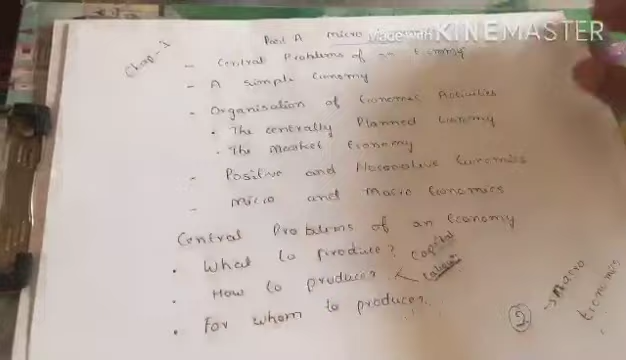 Made with KINEMASTER
Part A Micro
Chap-1
- Central Problems of an Economy
- A simple Economy
- Organisation of Economic Activities
• The centrally Planned Economy
• The Market Economy
- Positive and Normative Economics
- Micro and Macro Economics
Central Problems of an Economy
• What to produce?
• How to produce? < capital
labour
• For whom to produce?
② → Macro
Economics